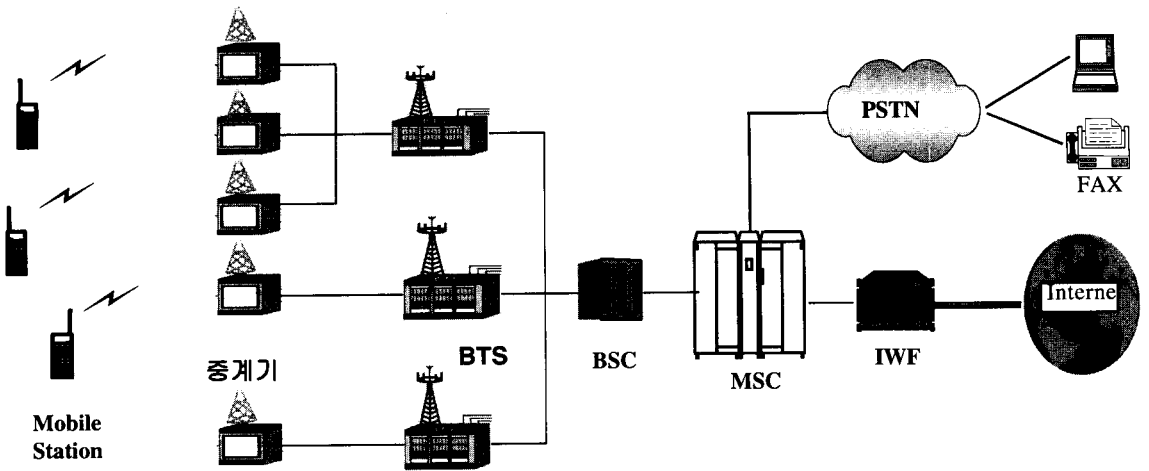 PSTN
FAX
Interne
중계기
BTS
BSC
MSC
IWF
Mobile
Station